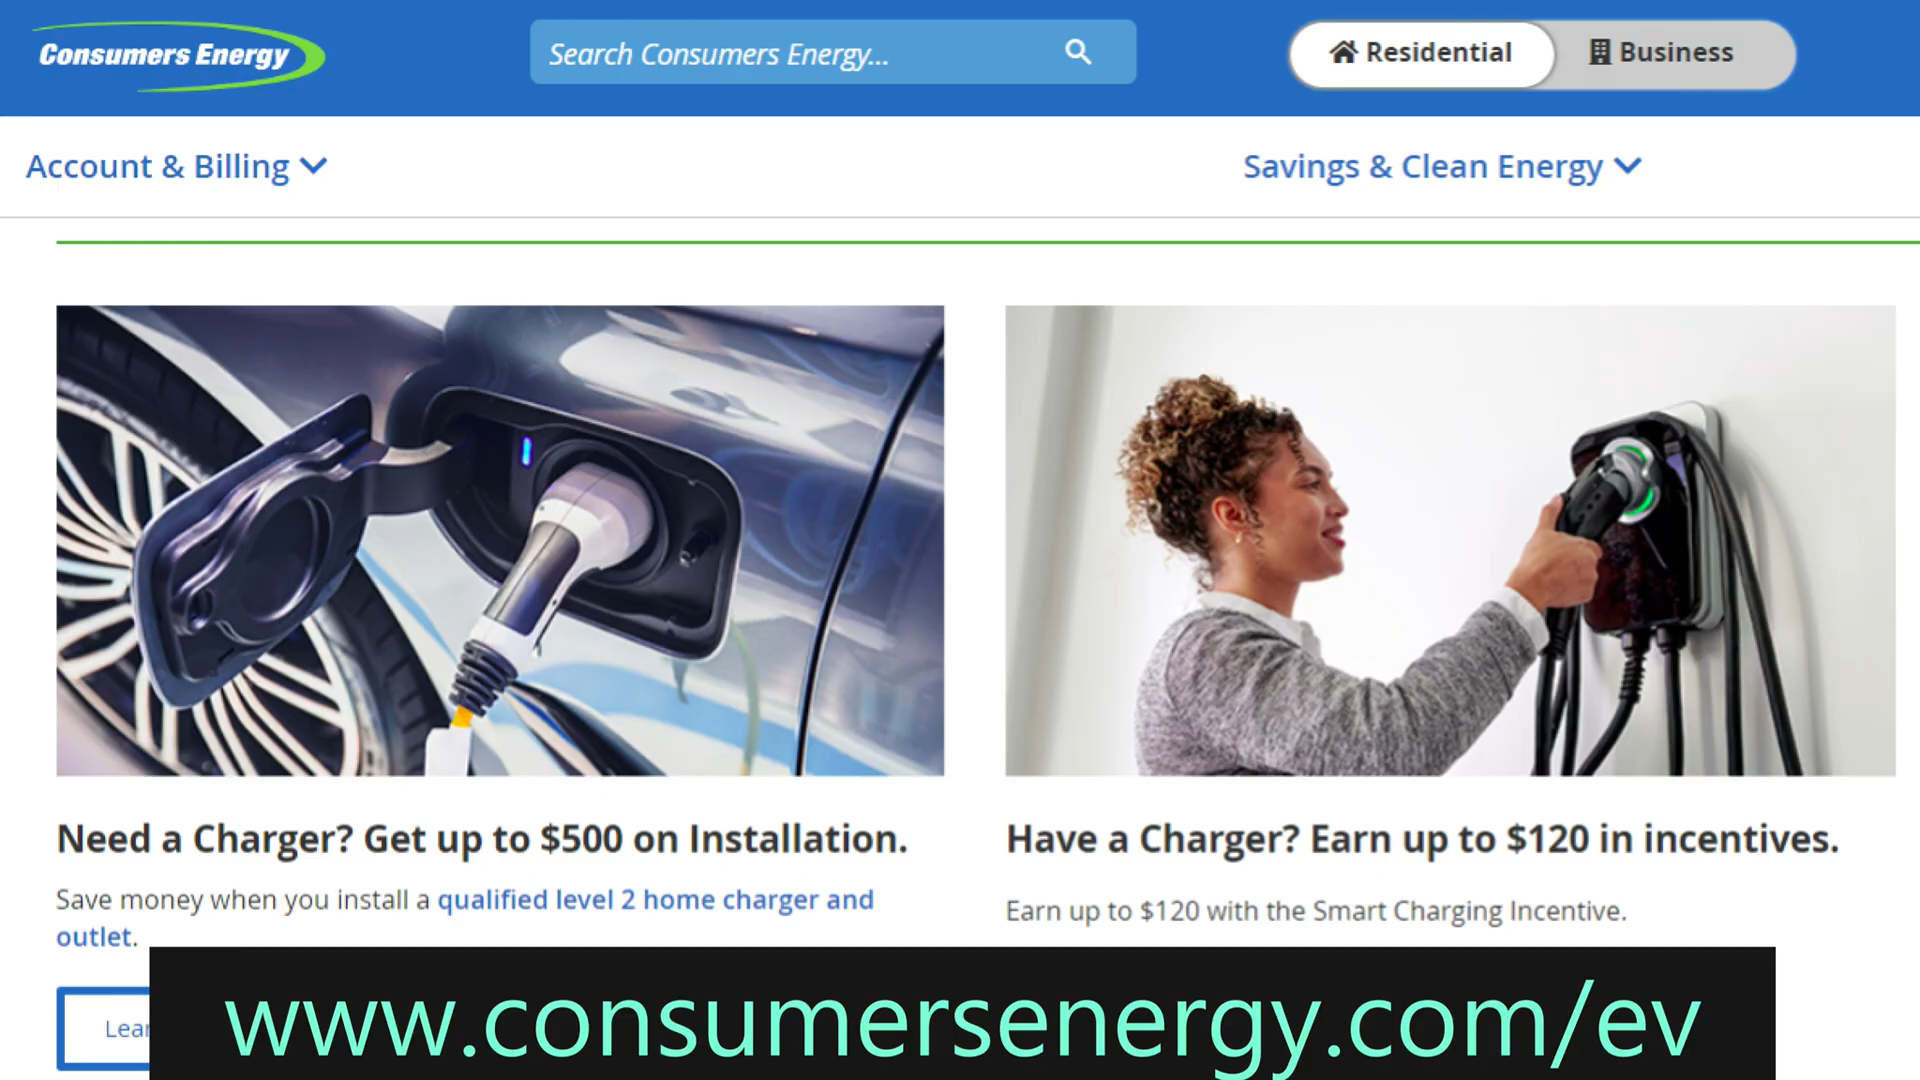 Consumers Energy
Search Consumers Energy...
Residential
Business
Account & Billing
Savings & Clean Energy
Need a Charger? Get up to $500 on Installation.
Save money when you install a qualified level 2 home charger and
outlet.
Have a Charger? Earn up to $120 in incentives.
Earn up to $120 with the Smart Charging Incentive.
Lear
www.consumersenergy.com/ev